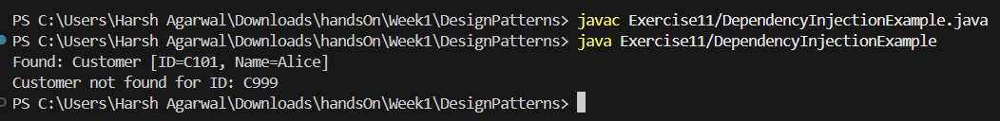 PS C:\Users\Harsh Agarwal\Downloads\handsOn\Week1\DesignPatterns> javac Exercise11/DependencyInjectionExample.java
PS C:\Users\Harsh Agarwal\Downloads\handsOn\Week1\DesignPatterns> java Exercise11/DependencyInjectionExample
Found: Customer [ID=C101, Name=Alice]
Customer not found for ID: C999
PS C:\Users\Harsh Agarwal\Downloads\handsOn\Week1\DesignPatterns>